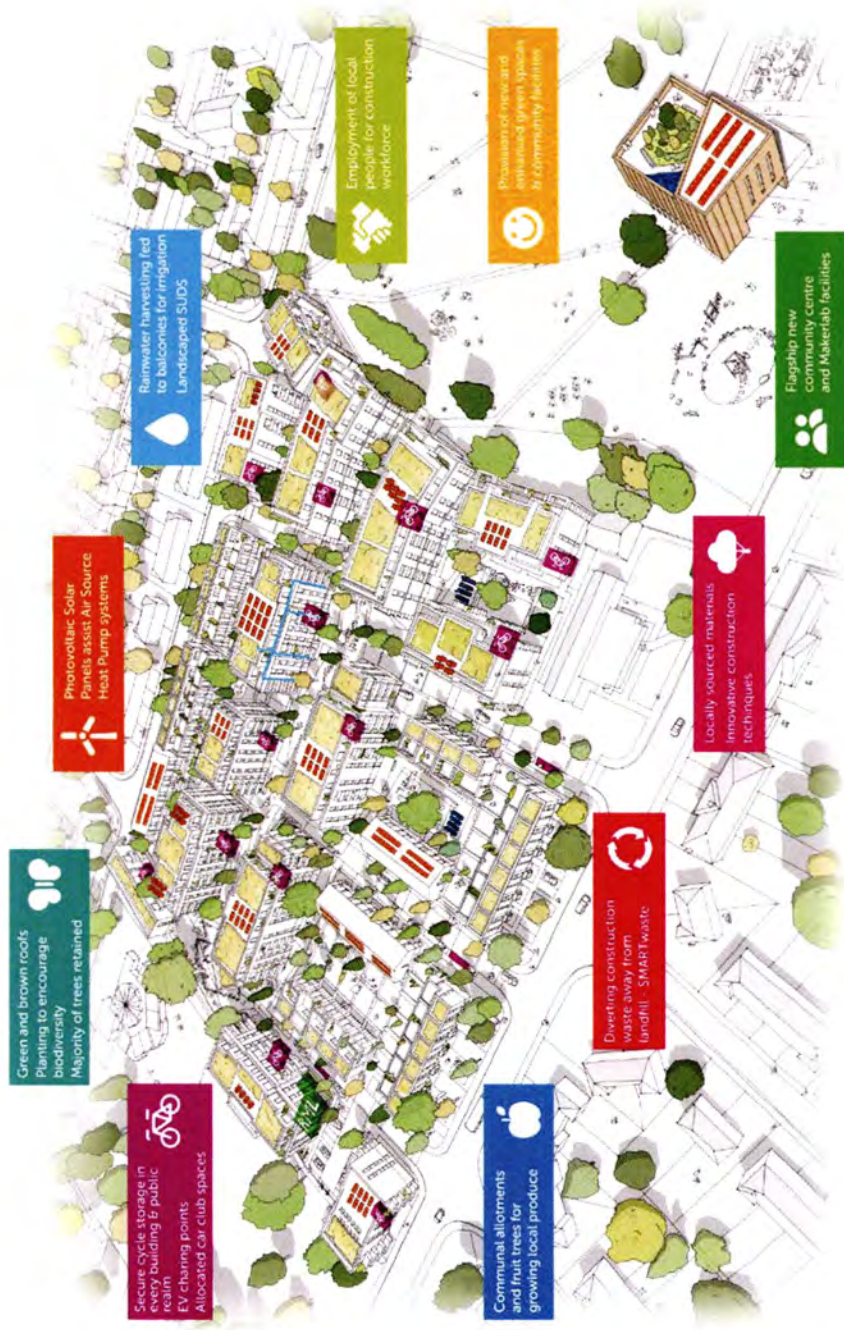 Green and brown roofs
Planting to encourage
biodiversity
Majority of trees retained
Photovoltaic Solar
Panels assist Air Source
Heat Pump systems
Rainwater harvesting fed
to balconies for irrigation
Landscaped SUDS
Employment of local
people for construction
workforce
Secure cycle storage in
every building & public
realm
EV charing points
Allocated car club spaces
Provision of new and
enhanced green spaces
& community facilities
Communal allotments
and fruit trees for
growing local produce
Diverting construction
waste away from
landfill - SMARTwaste
Locally sourced materials
Innovative construction
techinques
Flagship new
community centre
and Makerlab facilities